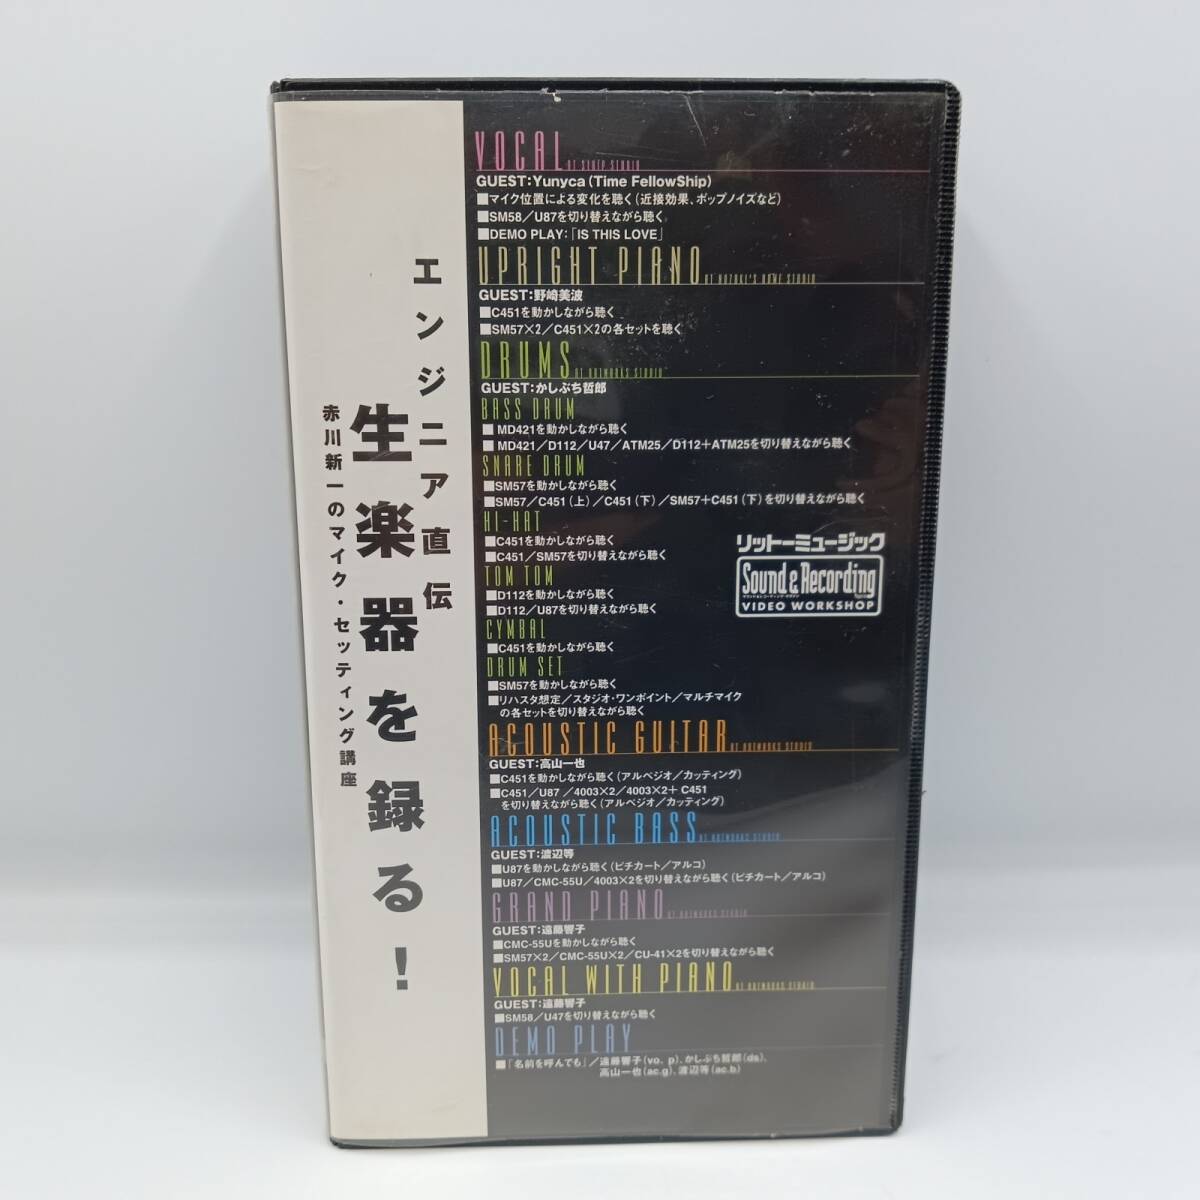 エンジニア直伝
生楽器を録る!
赤川新一のマイク・セッティング講座
VOCAL
GUEST:Yunyca(Time FellowShip)
■マイク位置による変化を聴く(近接効果、ポップノイズなど)
■SM58/U87を切り替えながら聴く
■DEMO PLAY:「IS THIS LOVE」
UPRIGHT PIANO
GUEST:野崎美波
■C451を動かしながら聴く
■SM57×2/C451×2の各セットを聴く
DRUMS AT ARTWORKS STUDIO
GUEST:かしぶち哲郎
BASS DRUM
■MD421を動かしながら聴く
■MD421/D112/U47/ATM25/D112+ATM25を切り替えながら聴く
SNARE DRUM
■SM57を動かしながら聴く
■SM57/C451(上)/C451(下)/SM57+C451(下)を切り替えながら聴く
HI-HAT
■C451を動かしながら聴く
■C451/SM57を切り替えながら聴く
TOM TOM
■D112を動かしながら聴く
■D112/U87を切り替えながら聴く
CYMBAL
■C451を動かしながら聴く
DRUM SET
■SM57を動かしながら聴く
■リハスタ想定/スタジオ・ワンポイント/マルチマイク
の各セットを切り替えながら聴く
リットーミュージック
Sound & Recording
VIDEO WORKSHOP
ACOUSTIC GUITAR AT ARTWORKS STUDIO
GUEST:高山一也
■C451を動かしながら聴く(アルペジオ/カッティング)
■C451/U87/4003×2/4003×2+C451
を切り替えながら聴く(アルペジオ/カッティング)
ACOUSTIC BASS AT ARTWORKS STUDIO
GUEST:渡辺等
■U87を動かしながら聴く(ピチカート/アルコ)
■U87/CMC-55U/4003×2を切り替えながら聴く(ピチカート/アルコ)
GRAND PIANO AT ARTWORKS STUDIO
GUEST:遠藤響子
■CMC-55Uを動かしながら聴く
■SM57×2/CMC-55U×2/CU-41×2を切り替えながら聴く
VOCAL WITH PIANO AT ARTWORKS STUDIO
GUEST:遠藤響子
■SM58/U47を切り替えながら聴く
DEMO PLAY
■「名前を呼んでも」/遠藤響子(vo, p)、かしぶち哲郎(ds)、
高山一也(ac.g)、渡辺等(ac.b)